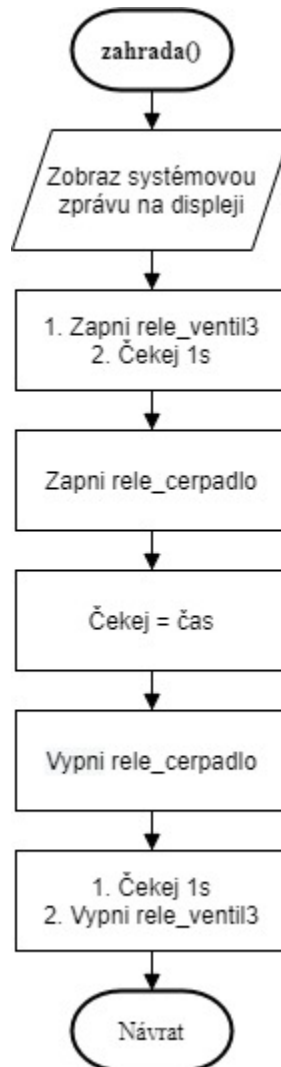 zahrada()
Zobraz systémovou
zprávu na displeji
1. Zapni rele_ventil3
2. Čekej 1s
Zapni rele_cerpadlo
Čekej = čas
Vypni rele_cerpadlo
1. Čekej 1s
2. Vypni rele_ventil3
Návrat